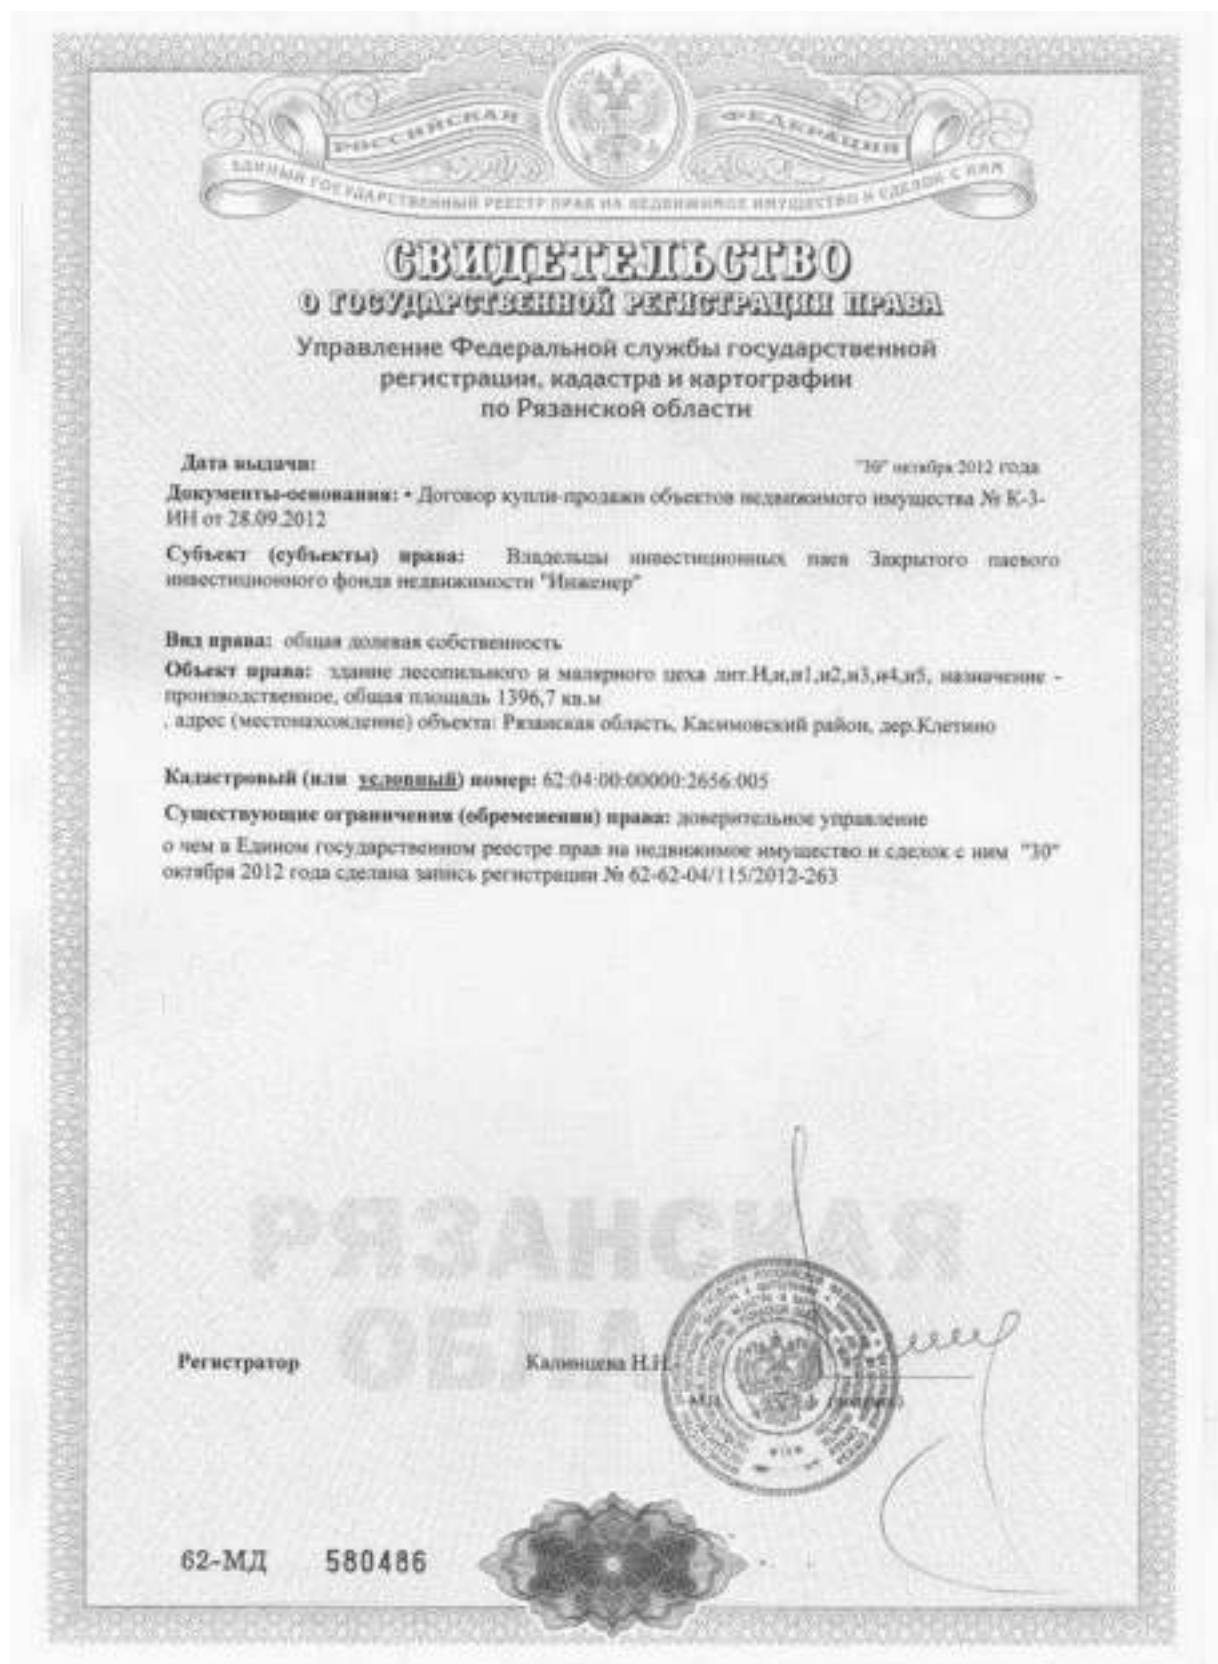 РОССИЙСКАЯ ФЕДЕРАЦИЯ
ЕДИНЫЙ ГОСУДАРСТВЕННЫЙ РЕЕСТР ПРАВ НА НЕДВИЖИМОЕ ИМУЩЕСТВО И СДЕЛОК С НИМ
СВИДЕТЕЛЬСТВО
О ГОСУДАРСТВЕННОЙ РЕГИСТРАЦИИ ПРАВА
Управление Федеральной службы государственной
регистрации, кадастра и картографии
по Рязанской области
Дата выдачи: "30" октября 2012 года
Документы-основания: • Договор купли-продажи объектов недвижимого имущества № К-3-
ИН от 28.09.2012
Субъект (субъекты) права: Владельцы инвестиционных паев Закрытого паевого
инвестиционного фонда недвижимости "Инженер"
Вид права: общая долевая собственность
Объект права: здание лесопильного и малярного цеха лит.Н,н,н1,н2,н3,н4,н5, назначение -
производственное, общая площадь 1396,7 кв.м
, адрес (местонахождение) объекта: Рязанская область, Касимовский район, дер.Клетино
Кадастровый (или условный) номер: 62:04:00:00000:2656:005
Существующие ограничения (обременения) права: доверительное управление
о чем в Едином государственном реестре прав на недвижимое имущество и сделок с ним "30"
октября 2012 года сделана запись регистрации № 62-62-04/115/2012-263
РЯЗАНСКАЯ
Регистратор Калинцева Н.Н.
М.П. (подпись)
62-МД 580486